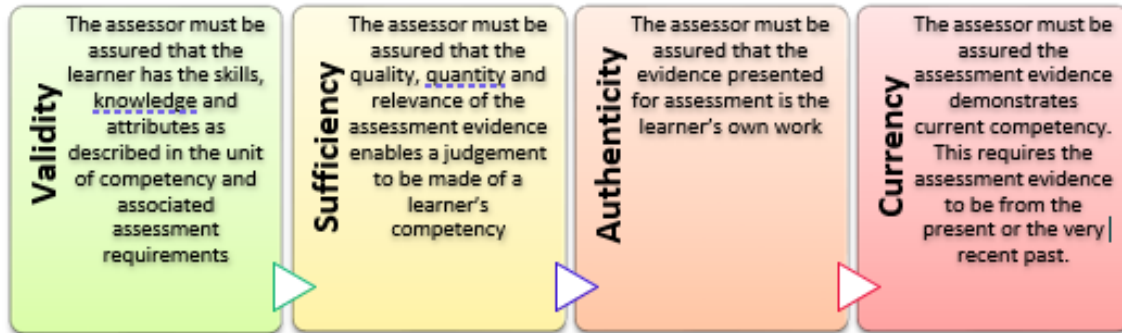 Validity
The assessor must be
assured that the
learner has the skills,
knowledge and
attributes as
described in the unit
of competency and
associated
assessment
requirements
Sufficiency
The assessor must be
assured that the
quality, quantity and
relevance of the
assessment evidence
enables a judgement
to be made of a
learner's
competency
Authenticity
The assessor must be
assured that the
evidence presented
for assessment is the
learner's own work
Currency
The assessor must be
assured the
assessment evidence
demonstrates
current competency.
This requires the
assessment evidence
to be from the
present or the very
recent past.